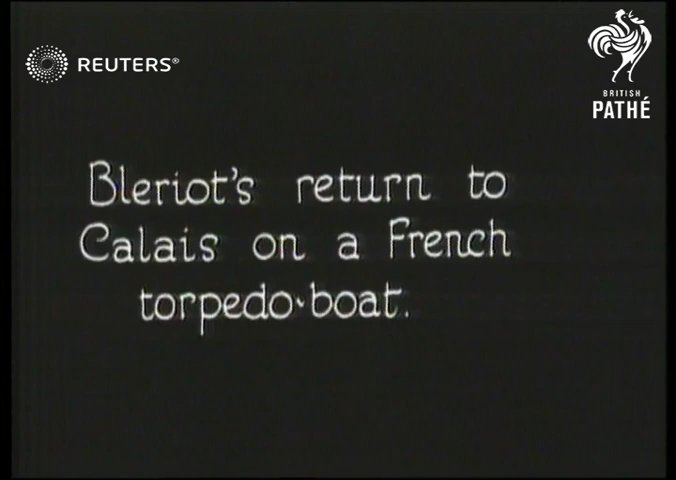 REUTERS®
BRITISH
PATHÉ
Bleriot's return to
Calais on a French
torpedo-boat.